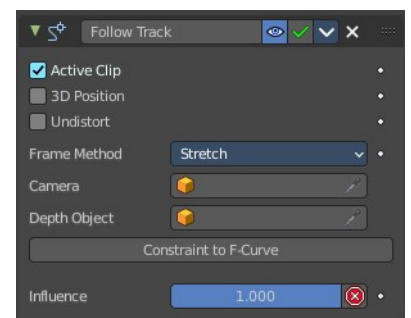 Follow Track
Active Clip
3D Position
Undistort
Frame Method Stretch
Camera
Depth Object
Constraint to F-Curve
Influence 1.000